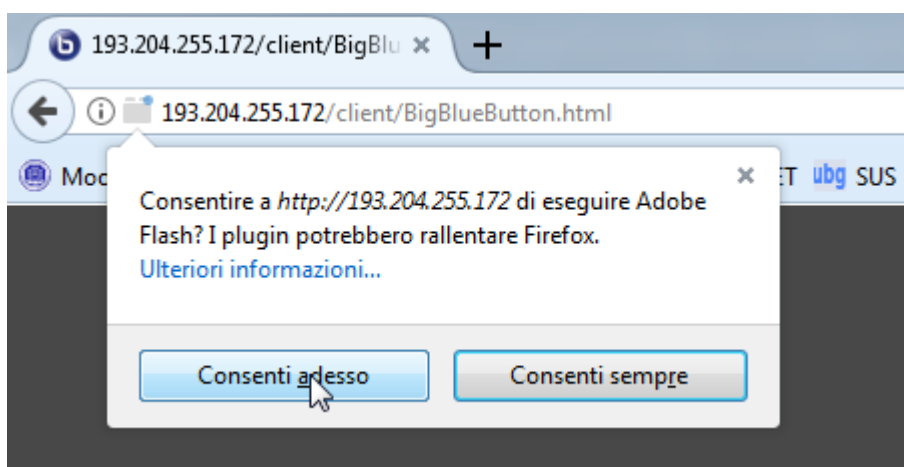 193.204.255.172/client/BigBlu
193.204.255.172/client/BigBlueButton.html
Moc
ET ubg SUS
Consentire a http://193.204.255.172 di eseguire Adobe
Flash? I plugin potrebbero rallentare Firefox.
Ulteriori informazioni...
Consenti adesso Consenti sempre